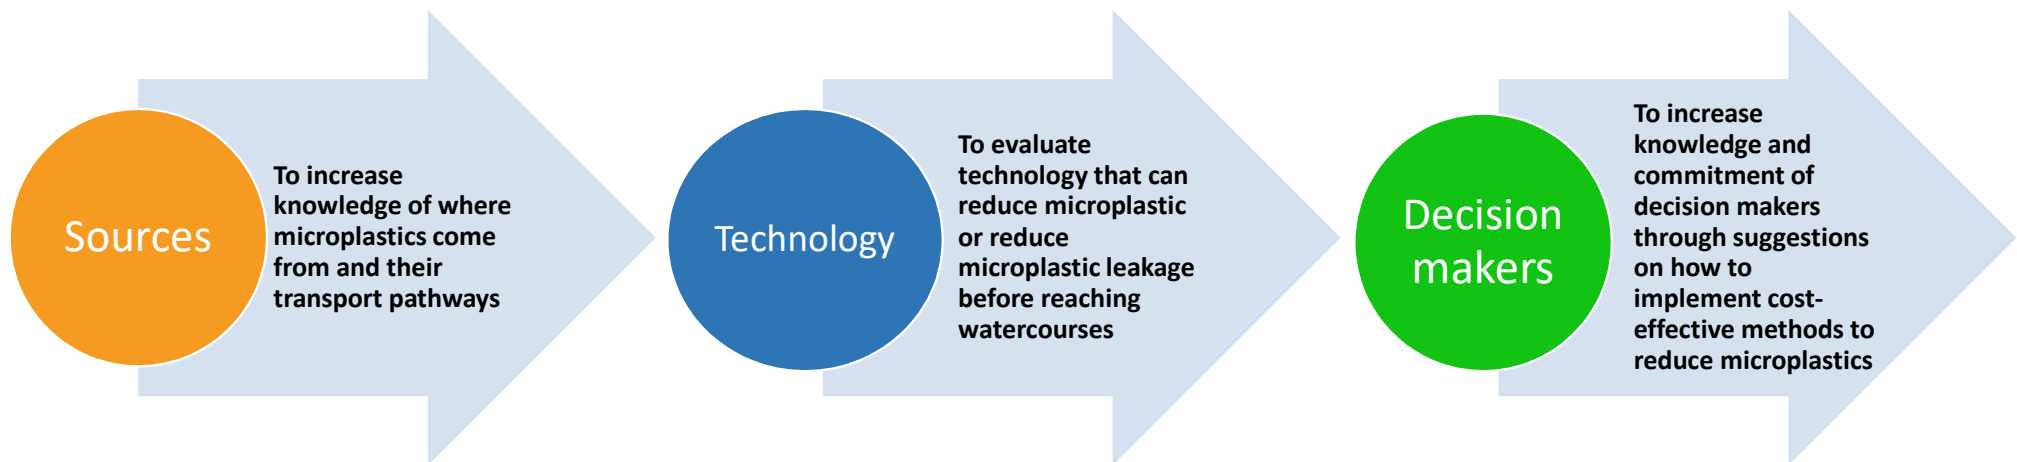 Sources
To increase
knowledge of where
microplastics come
from and their
transport pathways
Technology
To evaluate
technology that can
reduce microplastic
or reduce
microplastic leakage
before reaching
watercourses
Decision
makers
To increase
knowledge and
commitment of
decision makers
through suggestions
on how to
implement cost-
effective methods to
reduce microplastics